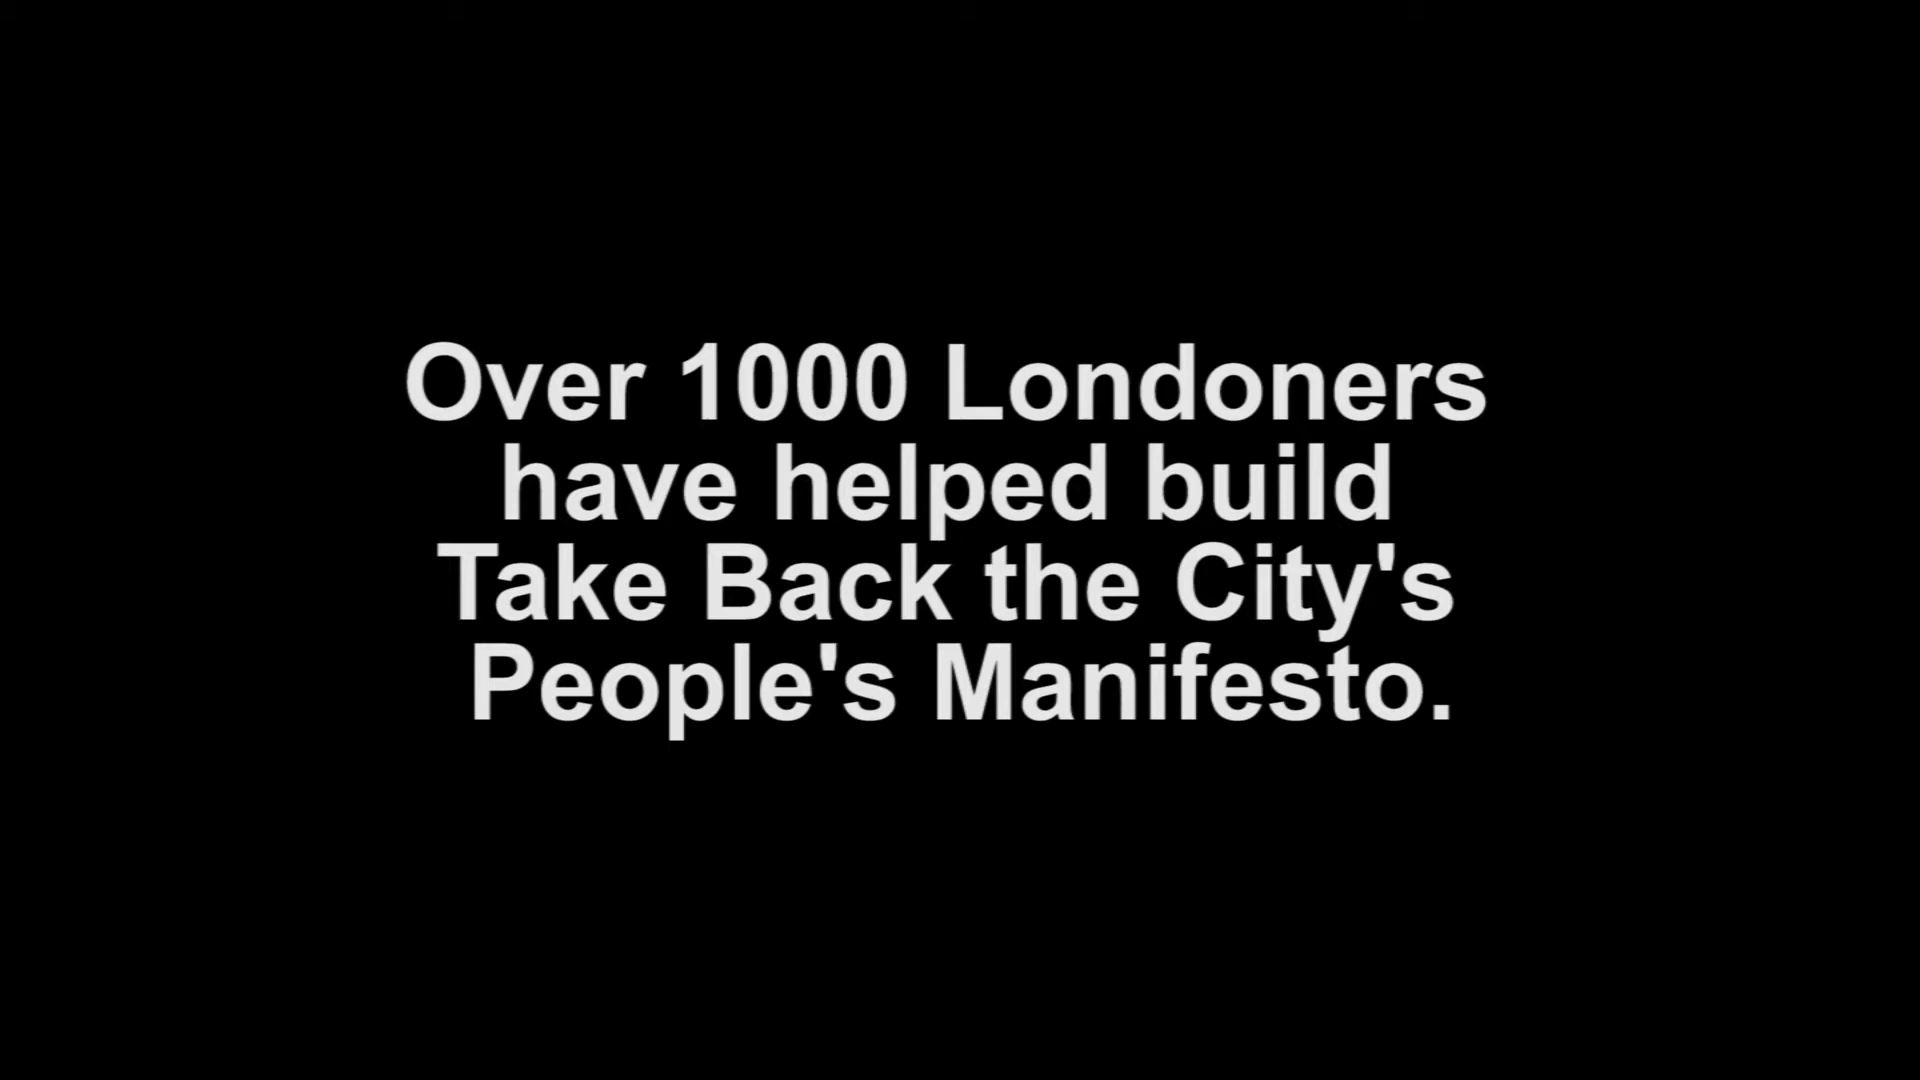 Over 1000 Londoners
have helped build
Take Back the City's
People's Manifesto.